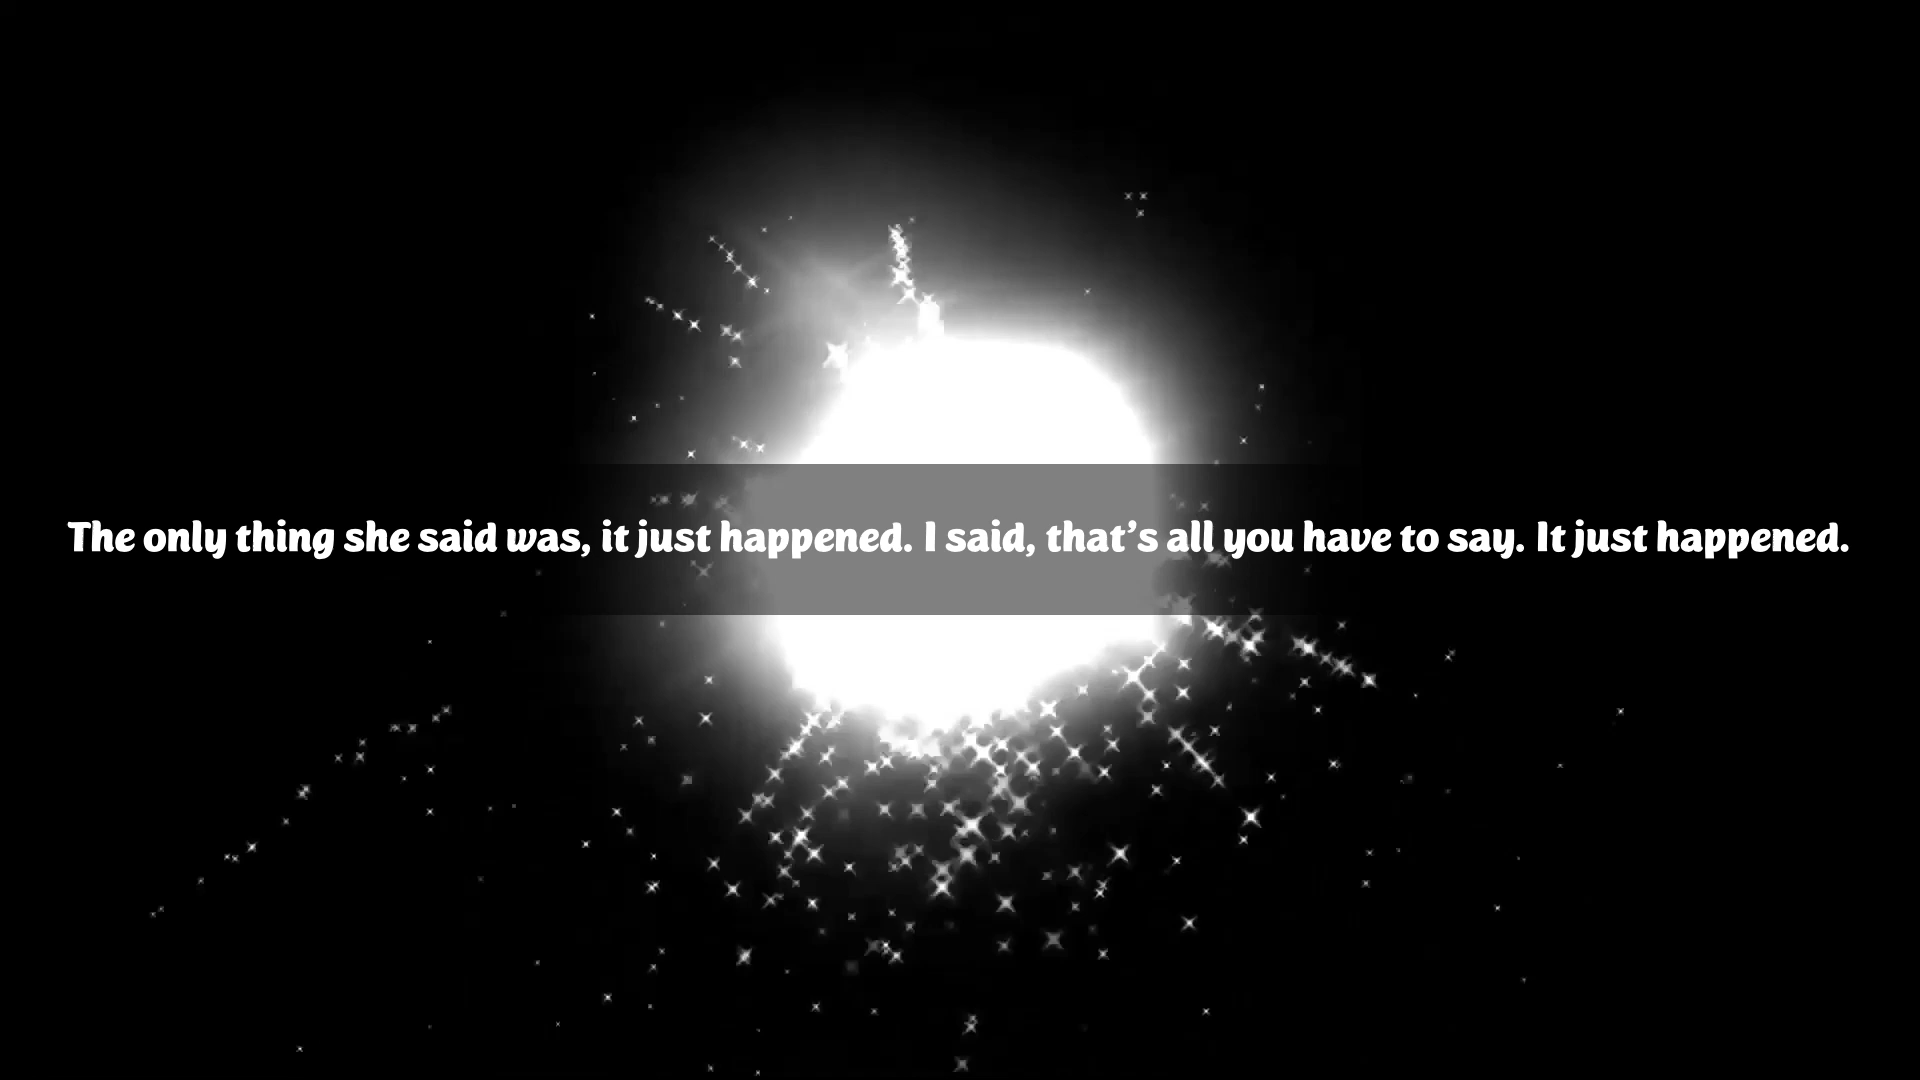 The only thing she said was, it just happened. I said, that’s all you have to say. It just happened.